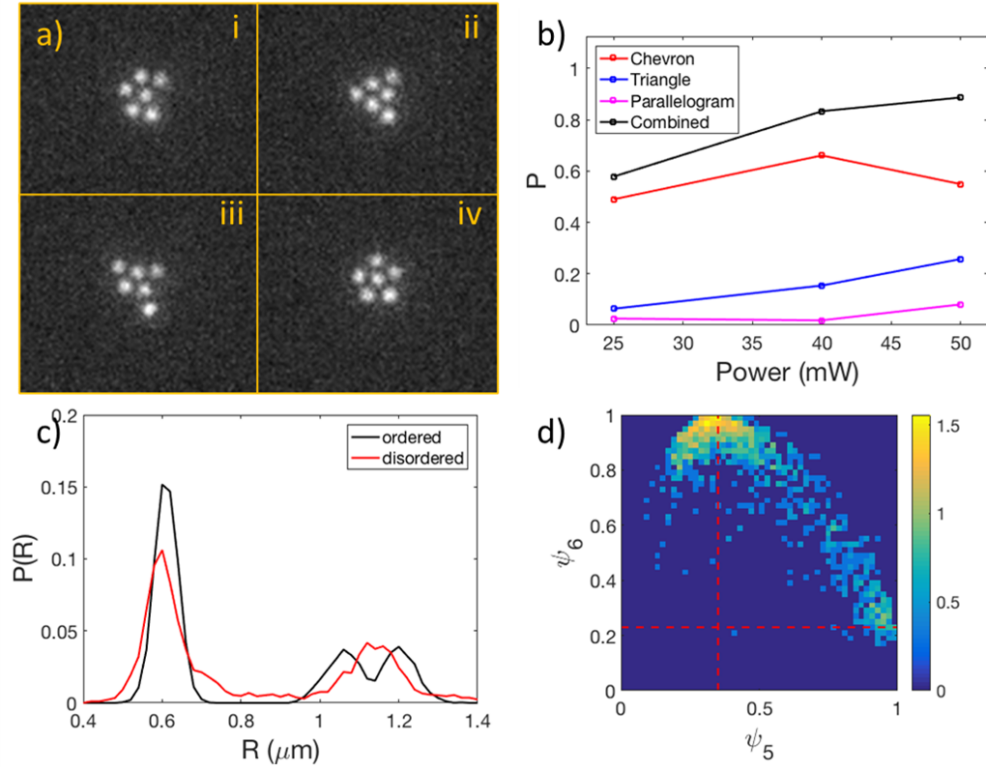 a)
i
ii
iii
iv
b)
1
0.8
0.6
0.4
0.2
0
P
Chevron
Triangle
Parallelogram
Combined
25
30
35
40
45
50
Power (mW)
c)
0.2
0.15
0.1
0.05
0
P(R)
ordered
disordered
0.4
0.6
0.8
1
1.2
1.4
R (μm)
d)
1
0.8
0.6
0.4
0.2
0
ψ6
0
0.5
1
ψ5
1.5
1
0.5
0